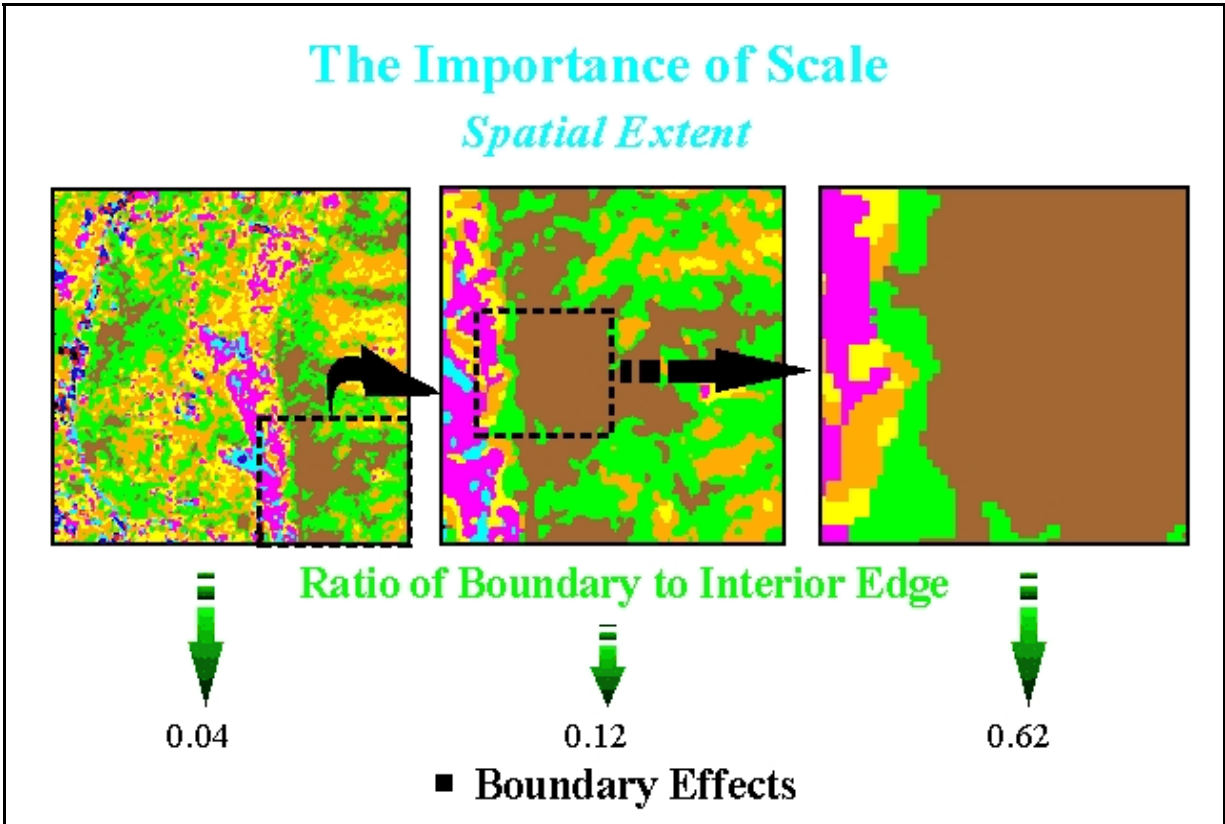 The Importance of Scale
Spatial Extent
Ratio of Boundary to Interior Edge
0.04
0.12
0.62
■ Boundary Effects